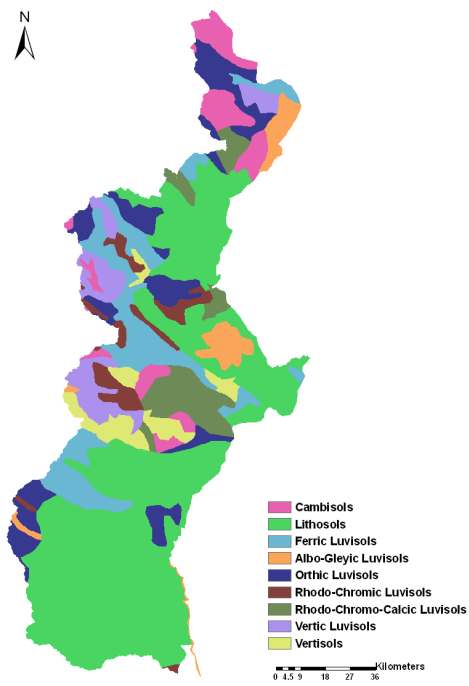 N
Cambisols
Lithosols
Ferric Luvisols
Albo-Gleyic Luvisols
Orthic Luvisols
Rhodo-Chromic Luvisols
Rhodo-Chromo-Calcic Luvisols
Vertic Luvisols
Vertisols
Kilometers
0 4,5 9 18 27 36